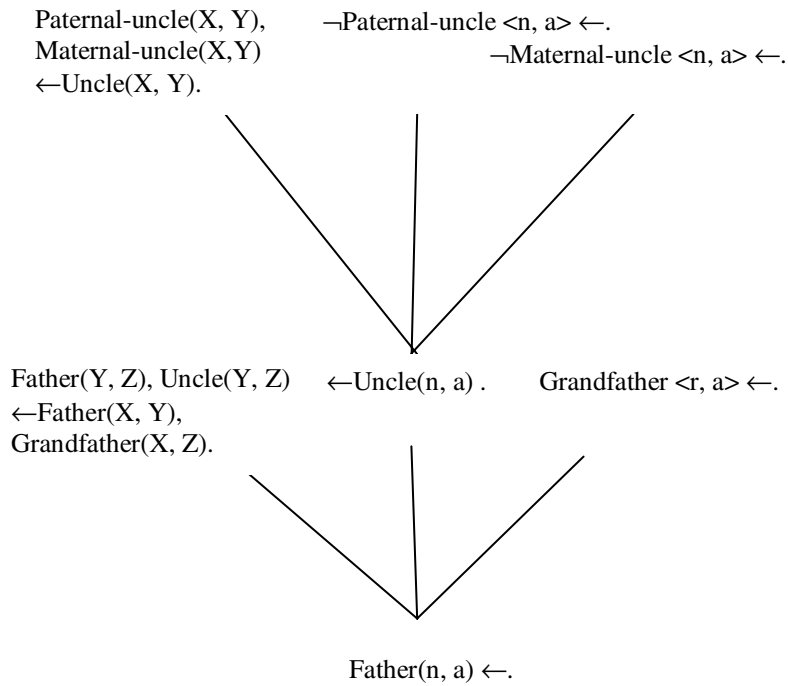 Paternal-uncle(X, Y),
Maternal-uncle(X,Y)
←Uncle(X, Y).
¬Paternal-uncle <n, a> ←.
¬Maternal-uncle <n, a> ←.
Father(Y, Z), Uncle(Y, Z)
←Father(X, Y),
Grandfather(X, Z).
←Uncle(n, a) .
Grandfather <r, a> ←.
Father(n, a) ←.